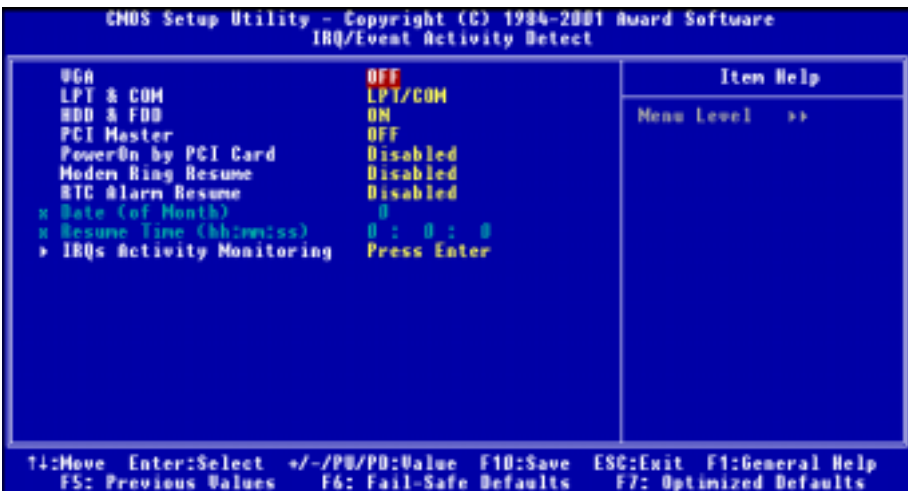 CMOS Setup Utility - Copyright (C) 1984-2001 Award Software
IRQ/Event Activity Detect
VGA OFF
LPT & COM LPT/COM
HDD & FDD ON
PCI Master OFF
PowerOn by PCI Card Disabled
Modem Ring Resume Disabled
RTC Alarm Resume Disabled
x Date (of Month) 0
x Resume Time (hh:mm:ss) 0 : 0 : 0
▸ IRQs Activity Monitoring Press Enter
Item Help
Menu Level ▸▸
↑↓:Move Enter:Select +/-/PU/PD:Value F10:Save ESC:Exit F1:General Help
F5: Previous Values F6: Fail-Safe Defaults F7: Optimized Defaults